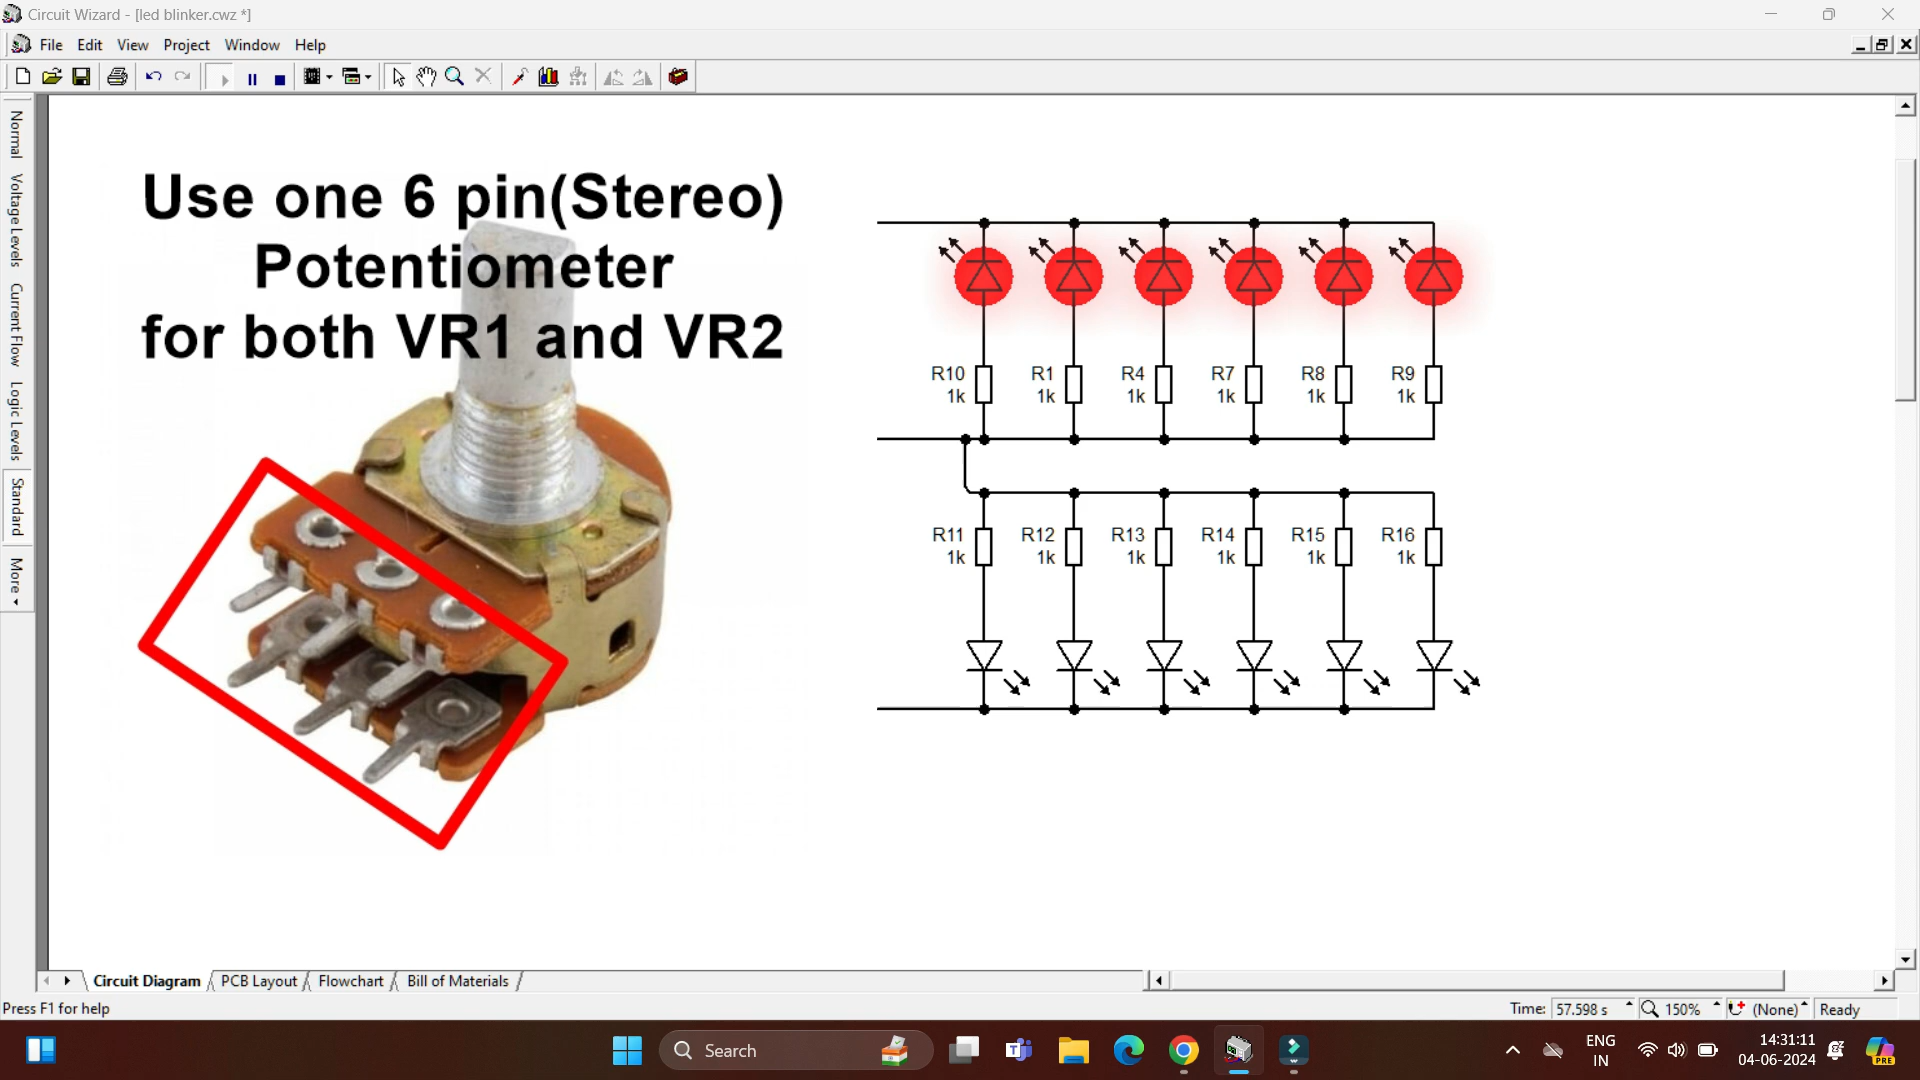 Circuit Wizard - [led blinker.cwz *]
File Edit View Project Window Help
Normal
Voltage Levels
Current Flow
Logic Levels
Standard
More
Use one 6 pin(Stereo)
Potentiometer
for both VR1 and VR2
R10 R1 R4 R7 R8 R9
1k 1k 1k 1k 1k 1k
R11 R12 R13 R14 R15 R16
1k 1k 1k 1k 1k 1k
Circuit Diagram PCB Layout Flowchart Bill of Materials
Press F1 for help Time: 57.598 s 150% (None) Ready
Search ENG 14:31:11
IN 04-06-2024 PRE